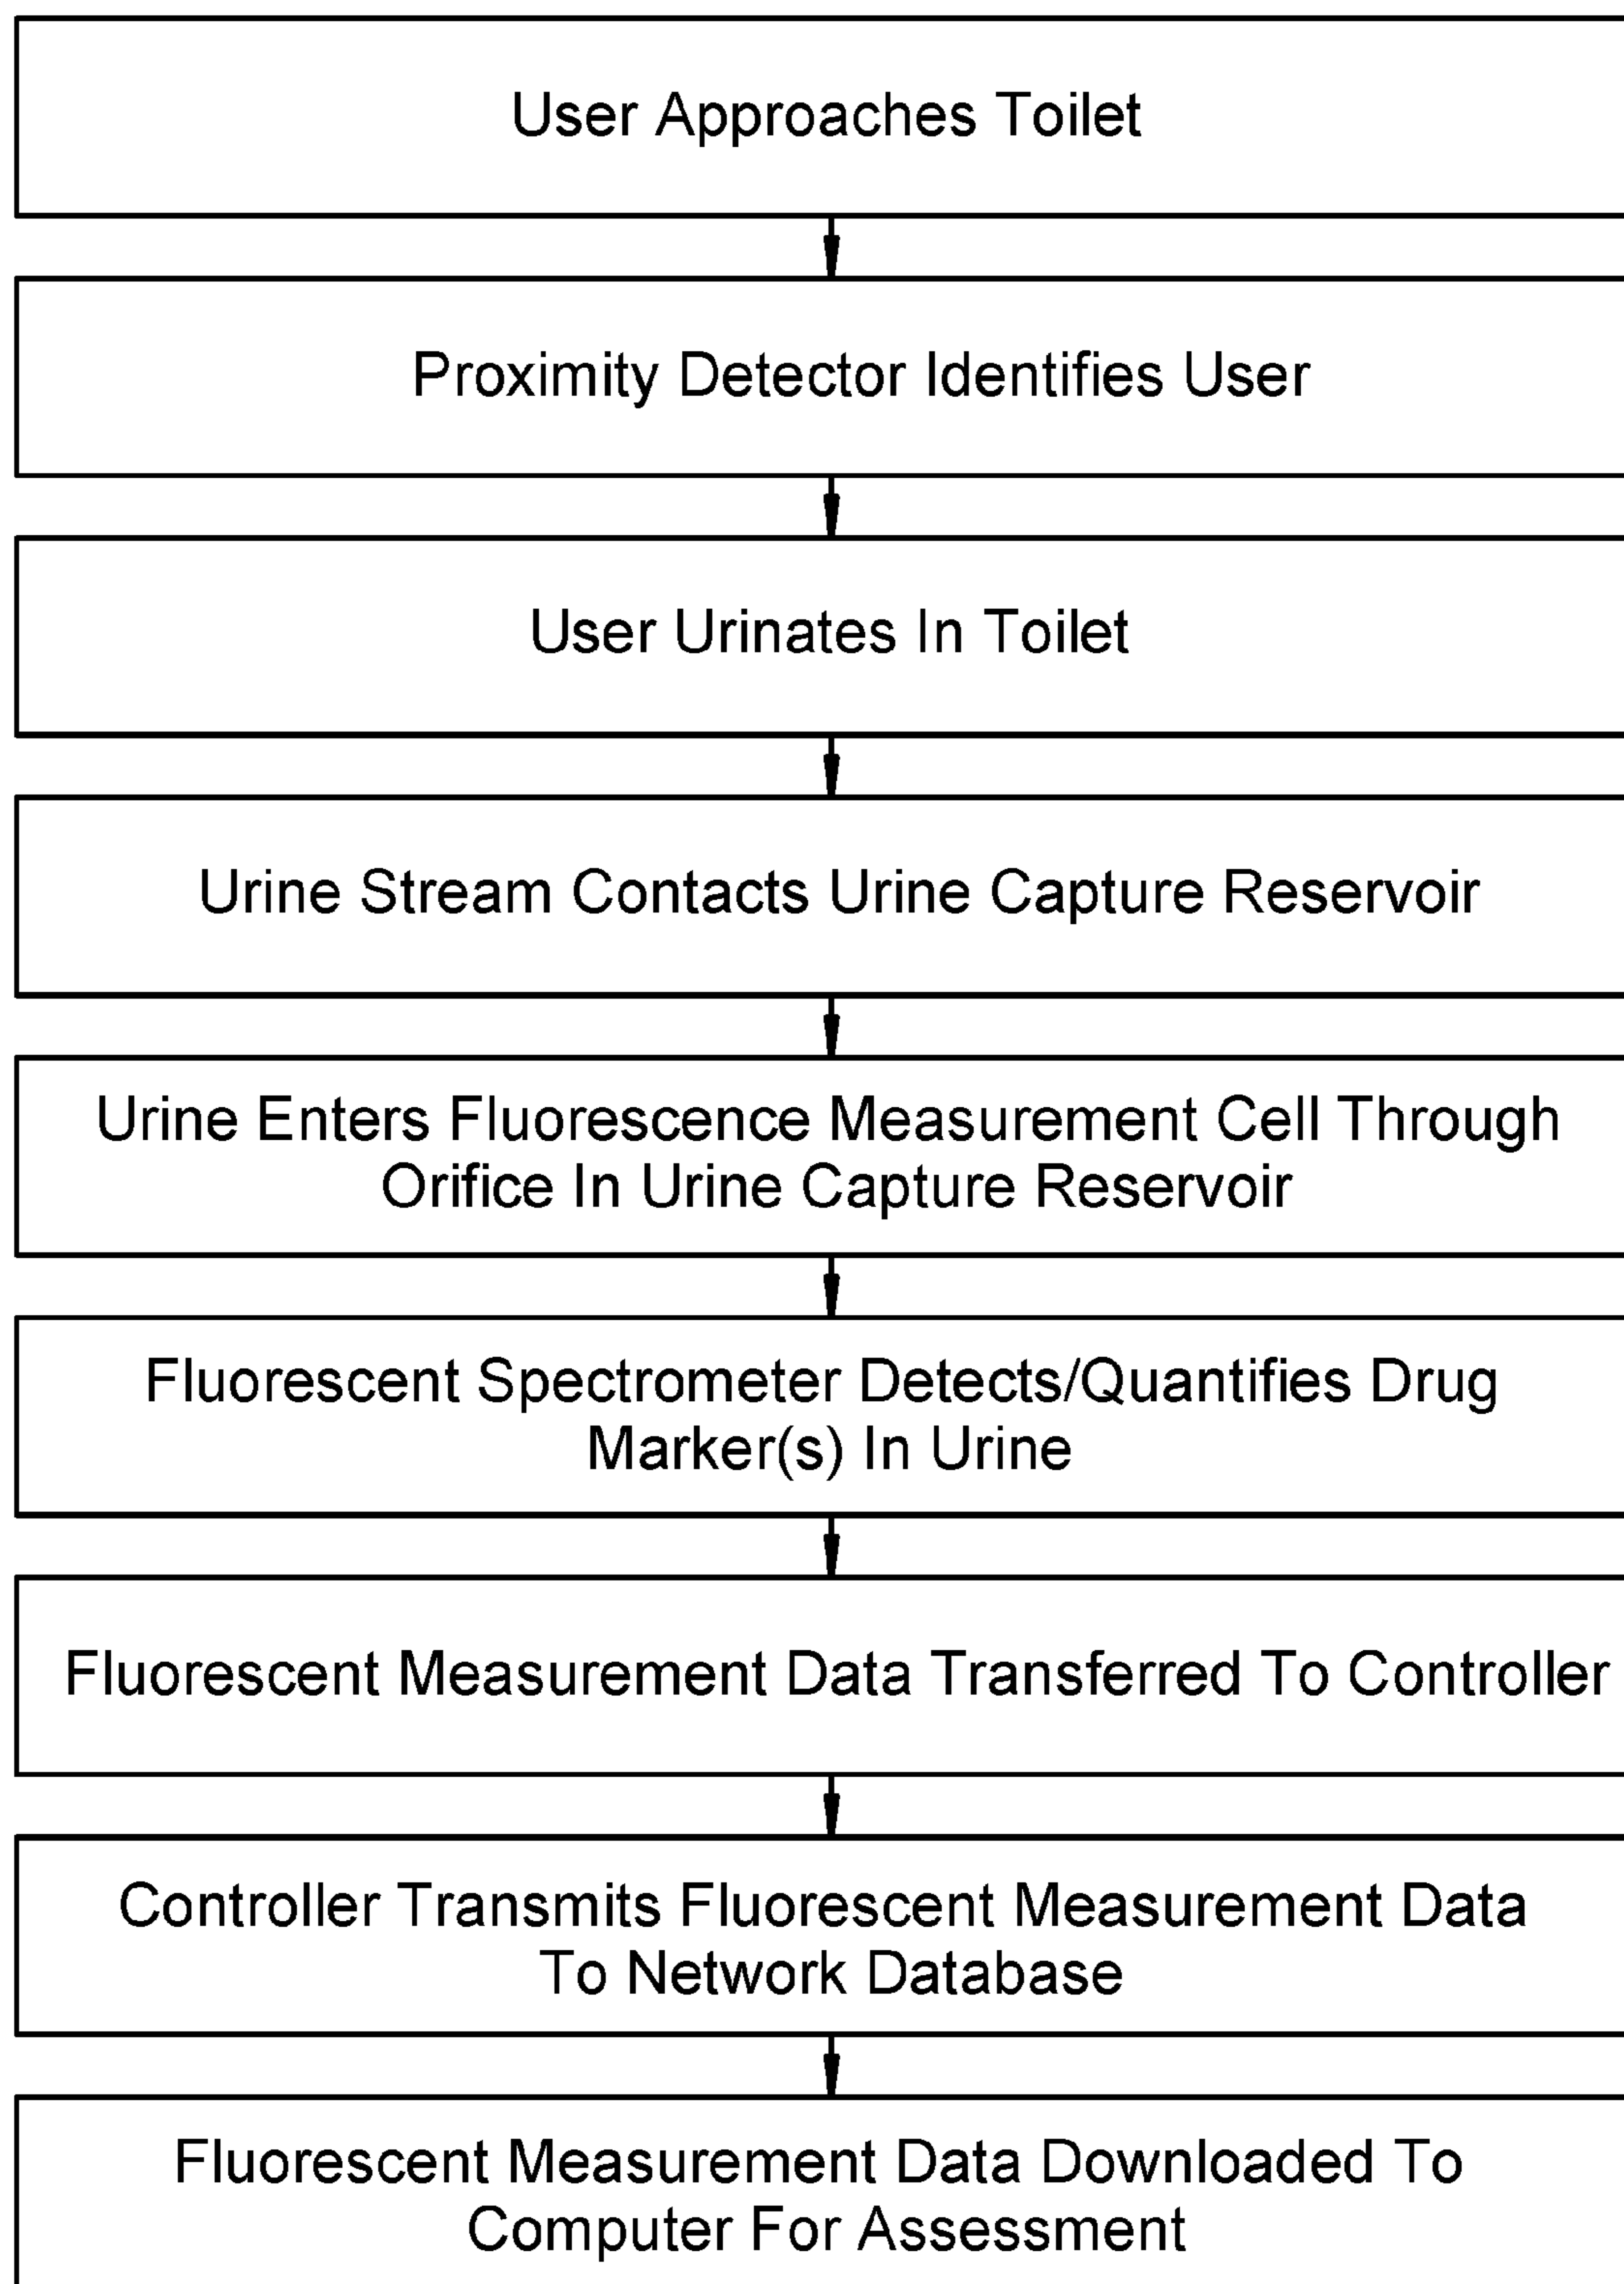 User Approaches Toilet
Proximity Detector Identifies User
User Urinates In Toilet
Urine Stream Contacts Urine Capture Reservoir
Urine Enters Fluorescence Measurement Cell Through
Orifice In Urine Capture Reservoir
Fluorescent Spectrometer Detects/Quantifies Drug
Marker(s) In Urine
Fluorescent Measurement Data Transferred To Controller
Controller Transmits Fluorescent Measurement Data
To Network Database
Fluorescent Measurement Data Downloaded To
Computer For Assessment